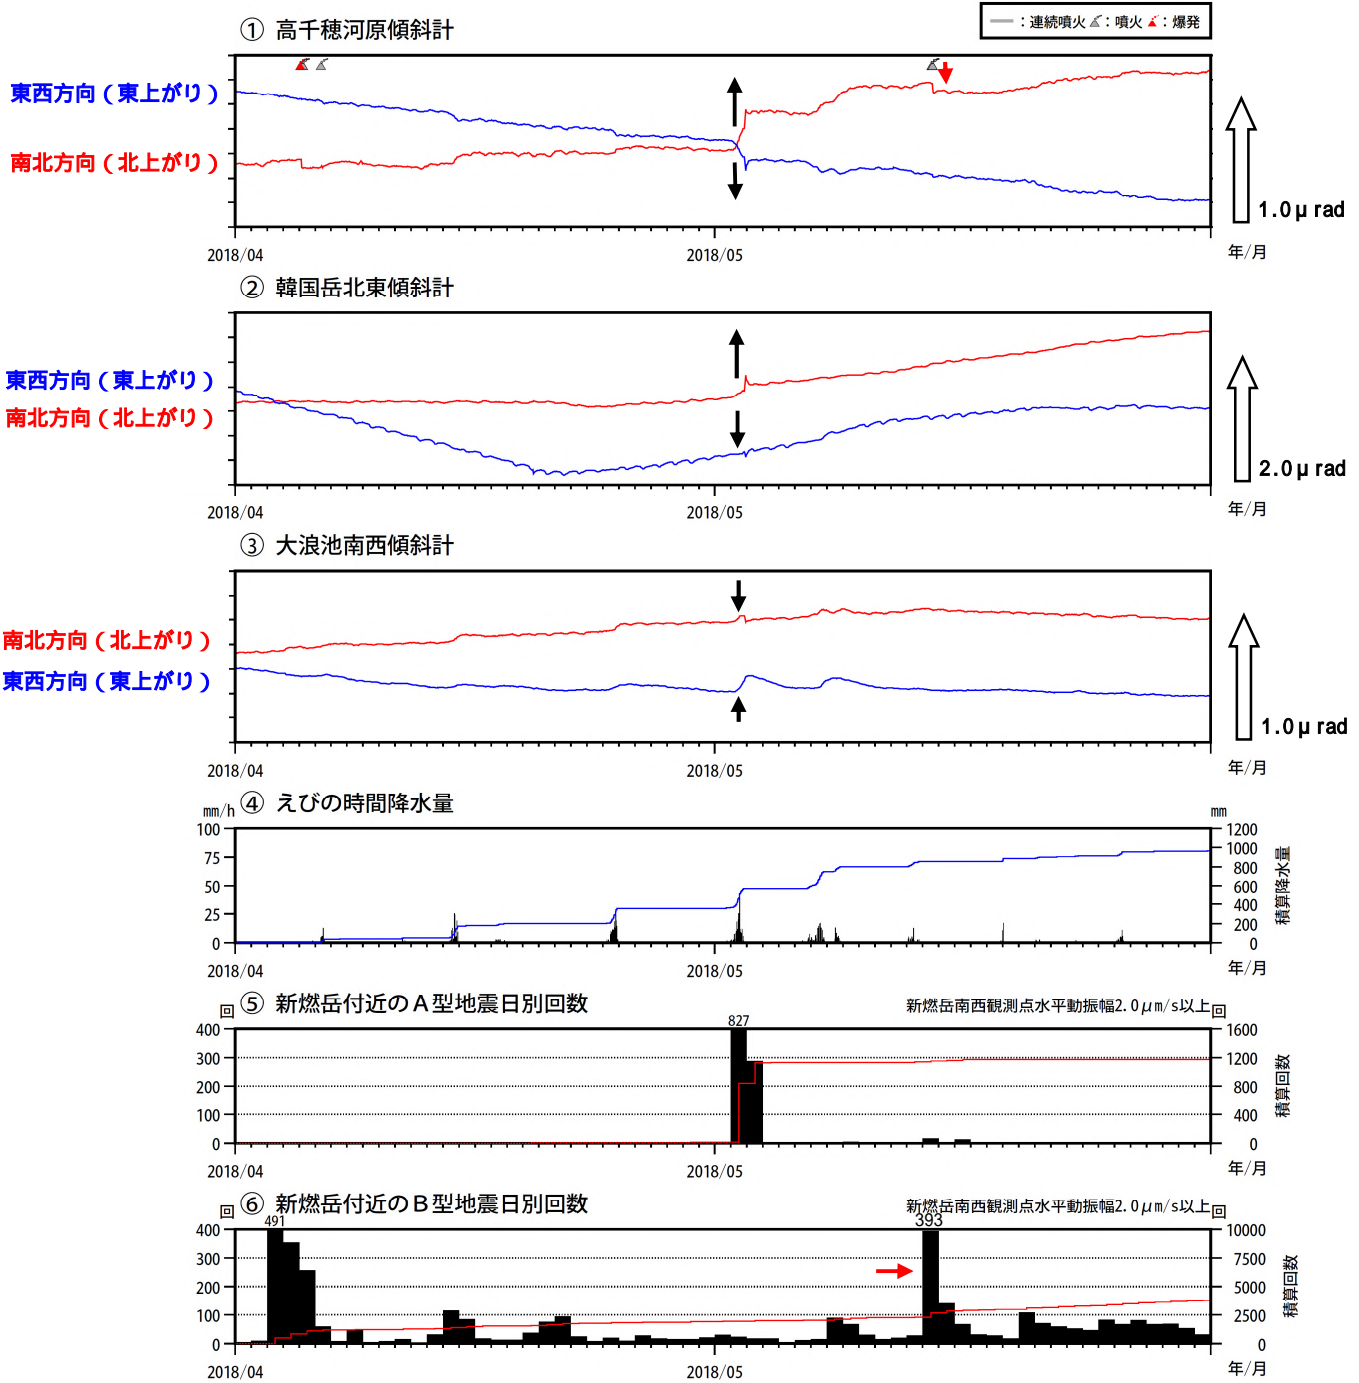 ① 高千穂河原傾斜計
：連続噴火 ：噴火 ：爆発
東西方向（東上がり）
南北方向（北上がり）
1.0μ rad
2018/04 2018/05 年/月
② 韓国岳北東傾斜計
東西方向（東上がり）
南北方向（北上がり）
2.0μ rad
2018/04 2018/05 年/月
③ 大浪池南西傾斜計
南北方向（北上がり）
東西方向（東上がり）
1.0μ rad
2018/04 2018/05 年/月
mm/h ④ えびの時間降水量 mm
100 1200
1000
75 800
50 600
400
25 200
0 0
積算降水量
2018/04 2018/05 年/月
回 ⑤ 新燃岳付近のＡ型地震日別回数 新燃岳南西観測点水平動振幅2.0μm/s以上 回
827
400 1600
300 1200
200 800
100 400
0 0
積算回数
2018/04 2018/05 年/月
回 ⑥ 新燃岳付近のＢ型地震日別回数 新燃岳南西観測点水平動振幅2.0μm/s以上 回
491 393
400 10000
300 7500
200 5000
100 2500
0 0
積算回数
2018/04 2018/05 年/月